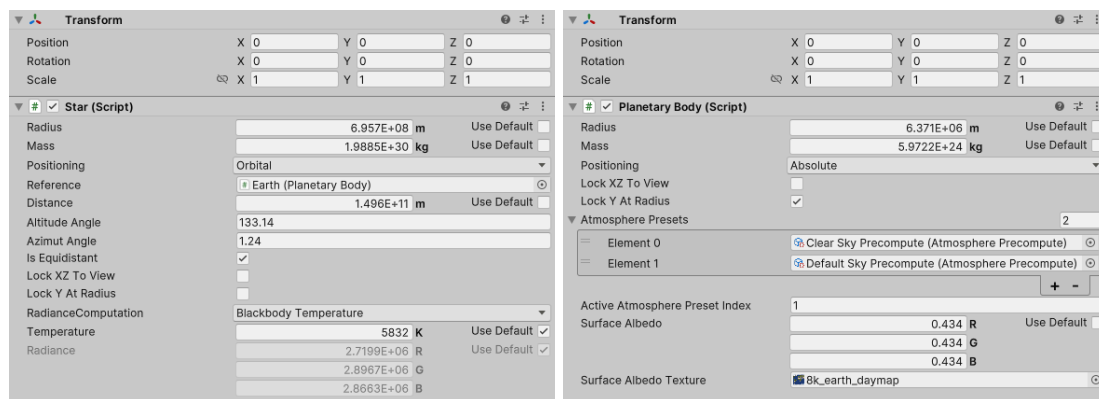 Transform
Position X 0 Y 0 Z 0
Rotation X 0 Y 0 Z 0
Scale X 1 Y 1 Z 1
# Star (Script)
Radius 6.957E+08 m Use Default
Mass 1.9885E+30 kg Use Default
Positioning Orbital
Reference # Earth (Planetary Body)
Distance 1.496E+11 m Use Default
Altitude Angle 133.14
Azimut Angle 1.24
Is Equidistant
Lock XZ To View
Lock Y At Radius
RadianceComputation Blackbody Temperature
Temperature 5832 K Use Default
Radiance 2.7199E+06 R Use Default
2.8967E+06 G
2.8663E+06 B
Transform
Position X 0 Y 0 Z 0
Rotation X 0 Y 0 Z 0
Scale X 1 Y 1 Z 1
# Planetary Body (Script)
Radius 6.371E+06 m Use Default
Mass 5.9722E+24 kg Use Default
Positioning Absolute
Lock XZ To View
Lock Y At Radius
Atmosphere Presets 2
Element 0 Clear Sky Precompute (Atmosphere Precompute)
Element 1 Default Sky Precompute (Atmosphere Precompute)
+ -
Active Atmosphere Preset Index 1
Surface Albedo 0.434 R Use Default
0.434 G
0.434 B
Surface Albedo Texture 8k_earth_daymap